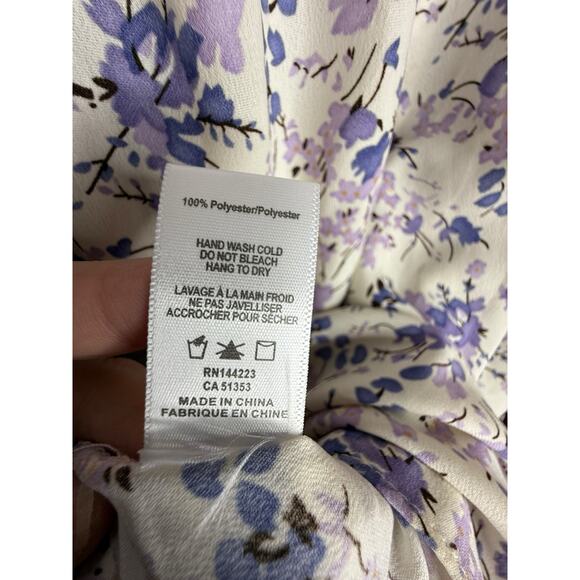 100% Polyester/Polyester
HAND WASH COLD
DO NOT BLEACH
HANG TO DRY
LAVAGE À LA MAIN FROID
NE PAS JAVELLISER
ACCROCHER POUR SÉCHER
RN144223
CA 51353
MADE IN CHINA
FABRIQUE EN CHINE